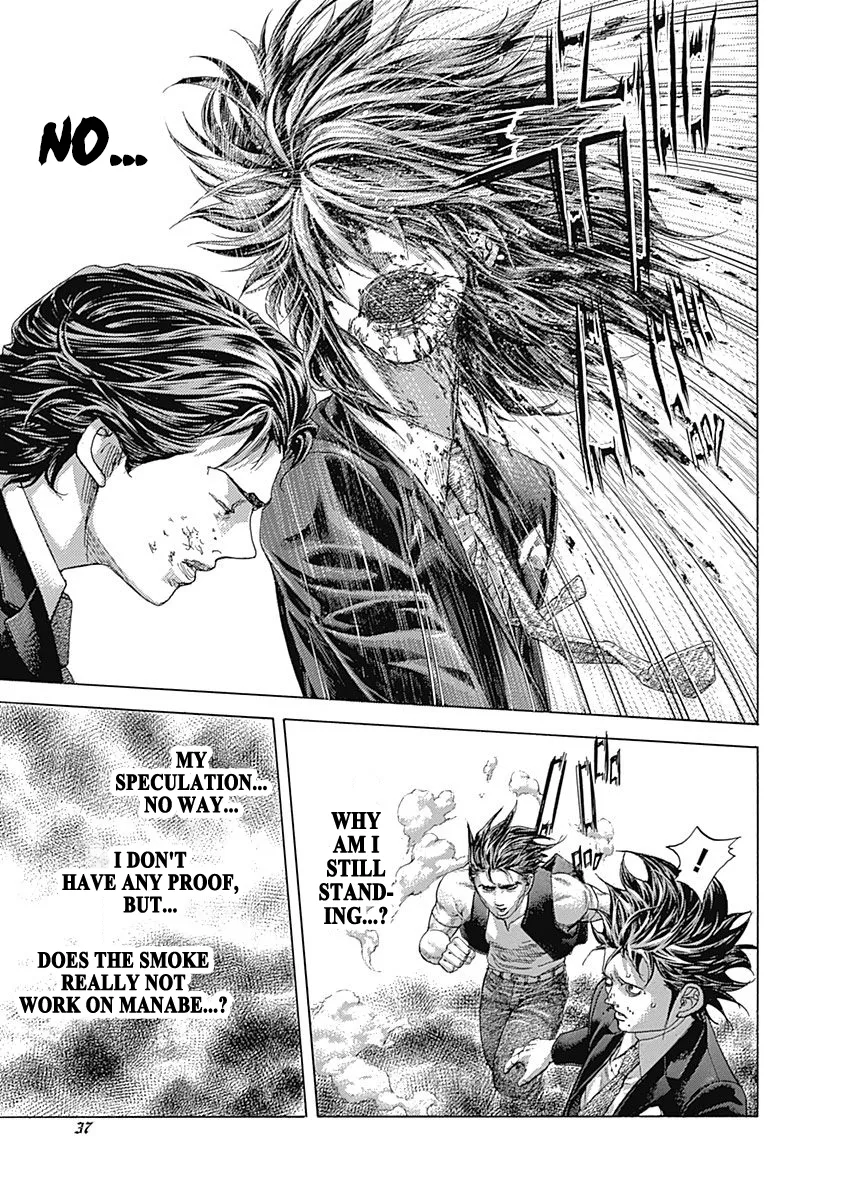 NO...
!
WHY
AM I
STILL
STAND-
ING...?
MY
SPECULATION...
NO WAY...
I DON'T
HAVE ANY PROOF,
BUT...
DOES THE SMOKE
REALLY NOT
WORK ON MANABE...?
37